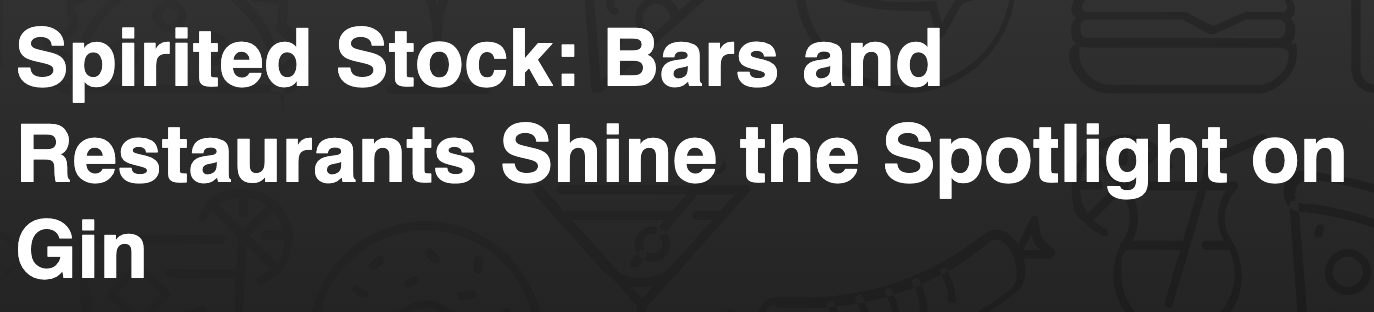 Spirited Stock: Bars and
Restaurants Shine the Spotlight on
Gin